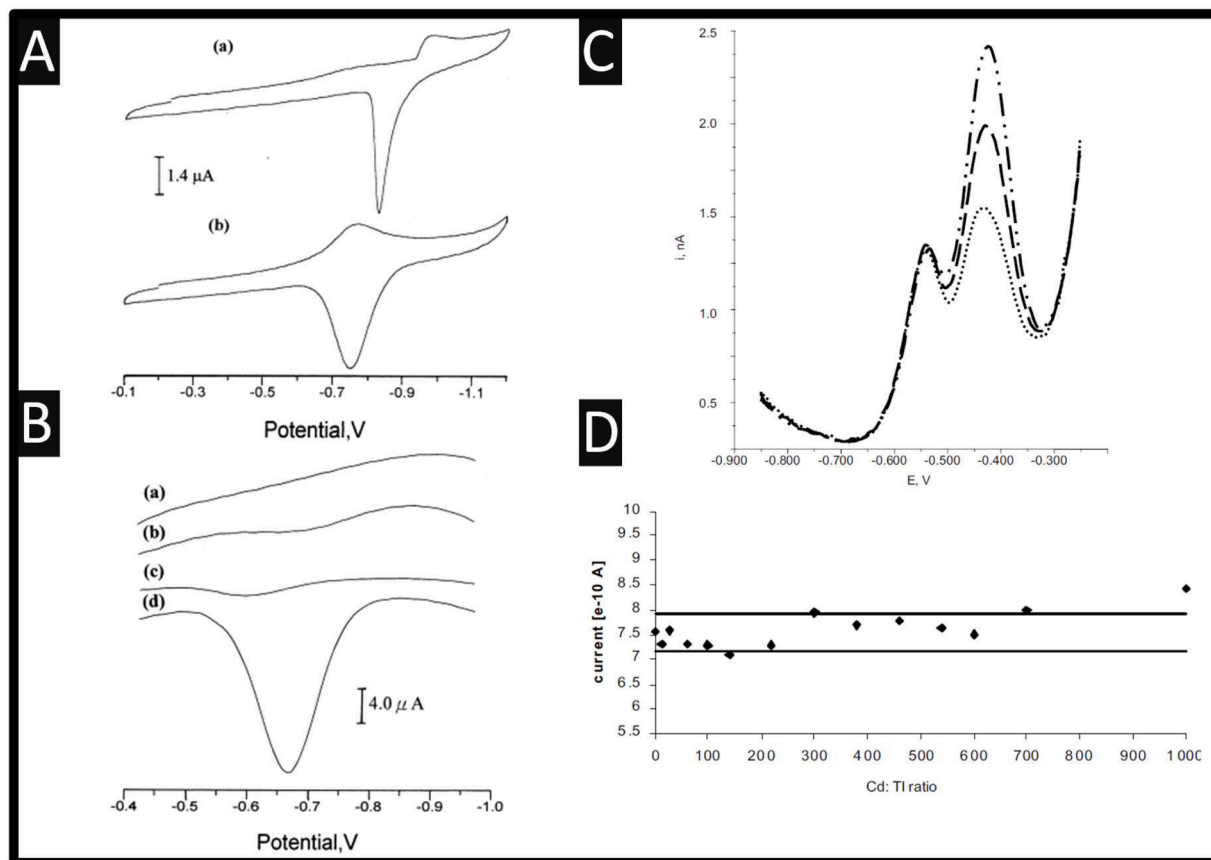 A
(a)
1.4 µA
(b)
-0.1 -0.3 -0.5 -0.7 -0.9 -1.1
Potential,V
B
(a)
(b)
(c)
(d)
4.0 µ A
-0.4 -0.5 -0.6 -0.7 -0.8 -0.9 -1.0
Potential,V
C
2.5
2.0
i, nA
1.5
1.0
0.5
-0.900 -0.800 -0.700 -0.600 -0.500 -0.400 -0.300
E, V
D
current [e-10 A]
10
9.5
9
8.5
8
7.5
7
6.5
6
5.5
0 100 200 300 400 500 600 700 800 900 1000
Cd: Tl ratio